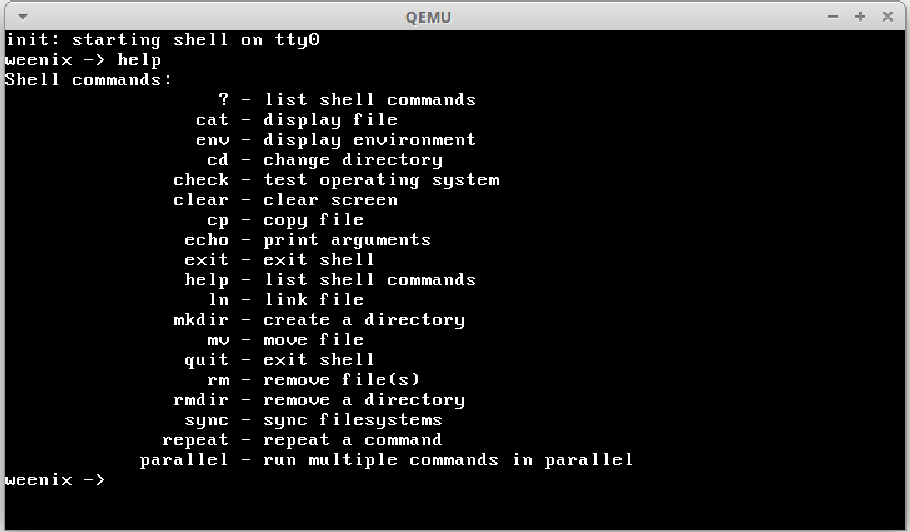 QEMU
init: starting shell on tty0
weenix -> help
Shell commands:
? - list shell commands
cat - display file
env - display environment
cd - change directory
check - test operating system
clear - clear screen
cp - copy file
echo - print arguments
exit - exit shell
help - list shell commands
ln - link file
mkdir - create a directory
mv - move file
quit - exit shell
rm - remove file(s)
rmdir - remove a directory
sync - sync filesystems
repeat - repeat a command
parallel - run multiple commands in parallel
weenix ->